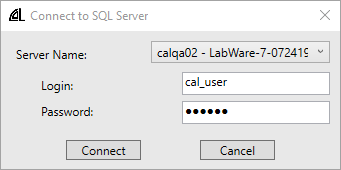 Connect to SQL Server
Server Name: calqa02 - LabWare-7-072419
Login: cal_user
Password: ●●●●●●
Connect Cancel